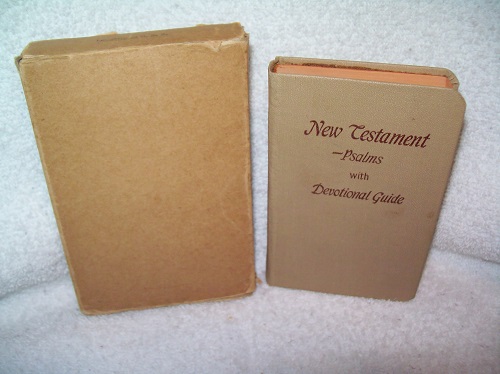 New Testament
—Psalms
with
Devotional Guide